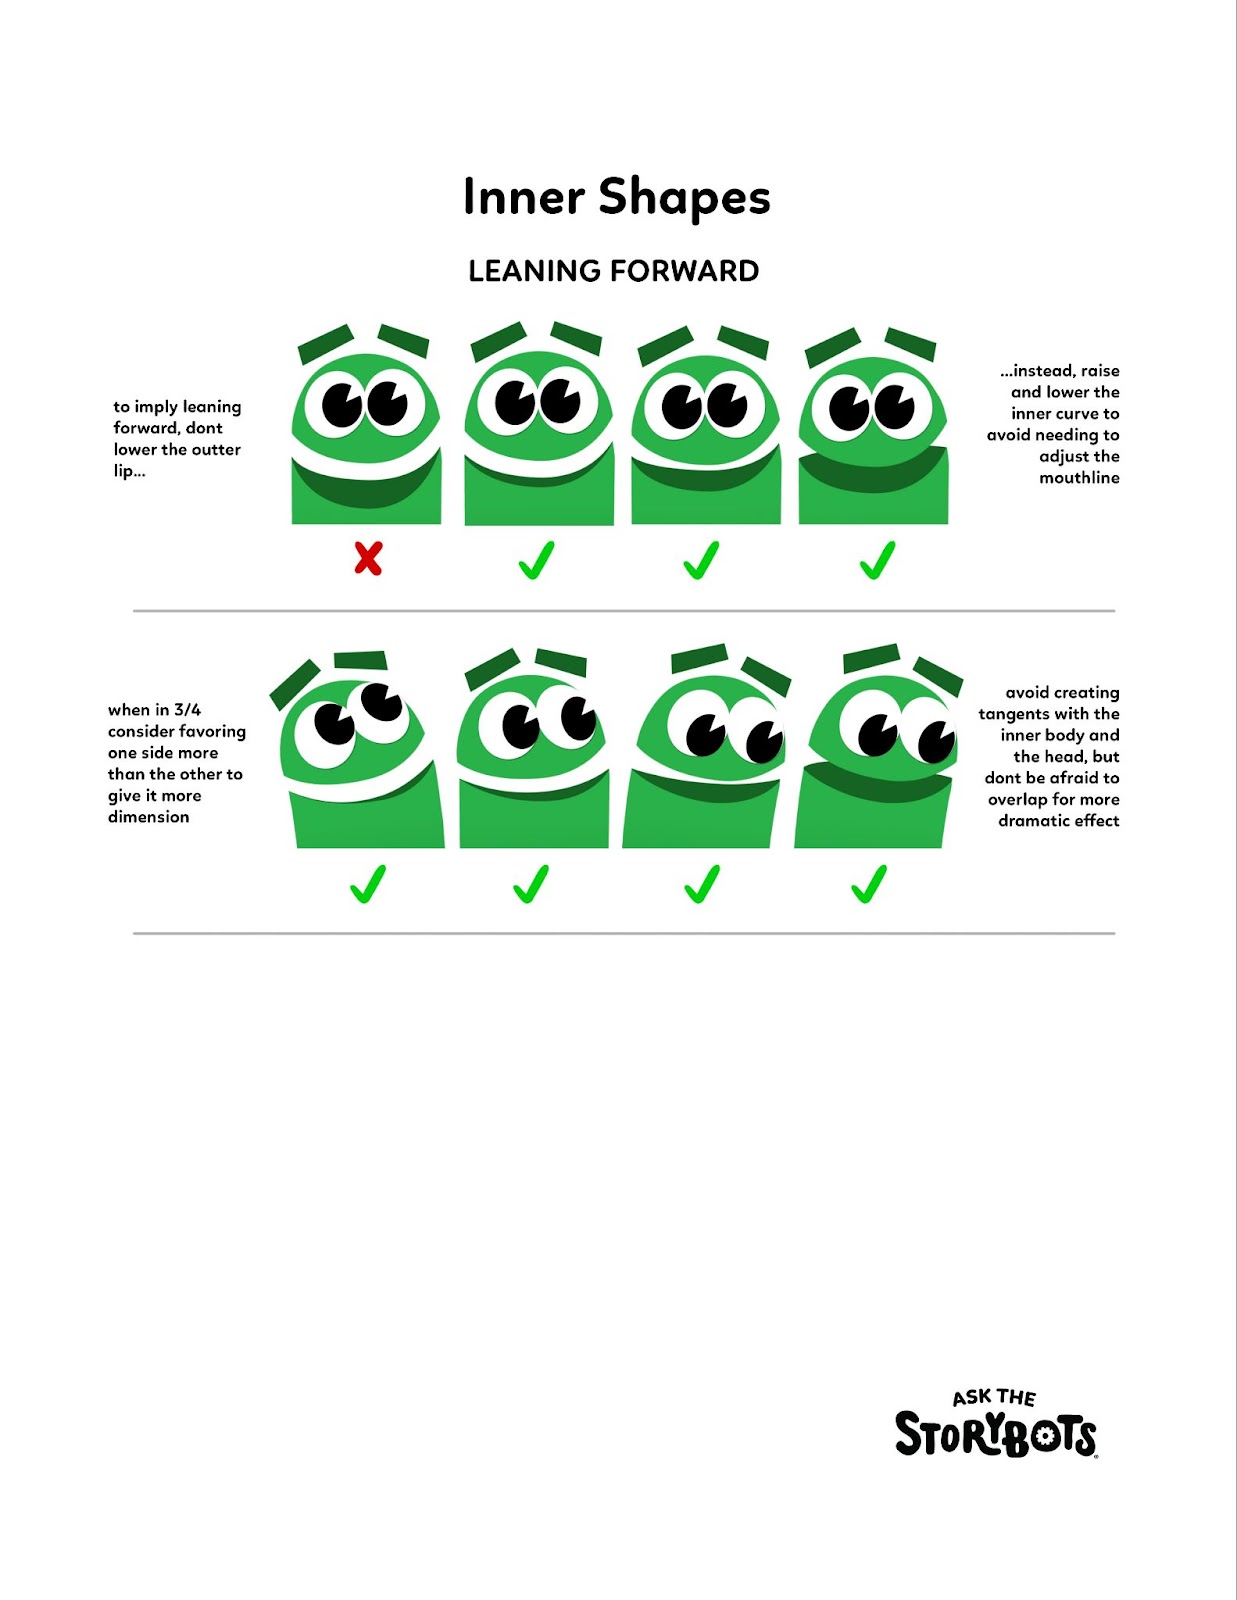 Inner Shapes
LEANING FORWARD
to imply leaning
forward, dont
lower the outter
lip...
...instead, raise
and lower the
inner curve to
avoid needing to
adjust the
mouthline
when in 3/4
consider favoring
one side more
than the other to
give it more
dimension
avoid creating
tangents with the
inner body and
the head, but
dont be afraid to
overlap for more
dramatic effect
ASK THE
STORYBOTS